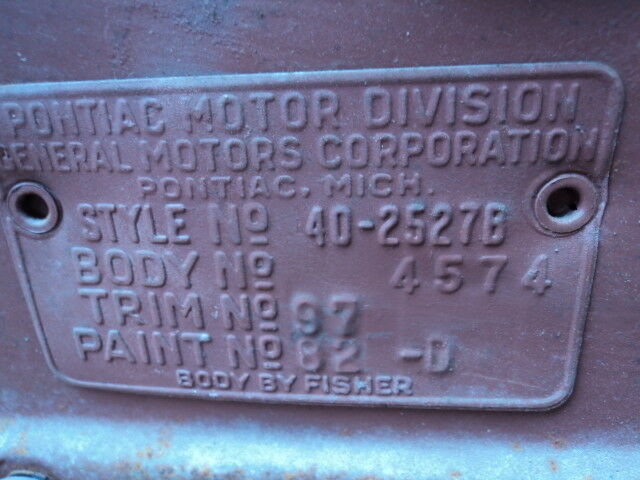 PONTIAC MOTOR DIVISION
GENERAL MOTORS CORPORATION
PONTIAC, MICH.
STYLE No 40-2527B
BODY No 4574
TRIM No 97
PAINT No 82 -D
BODY BY FISHER